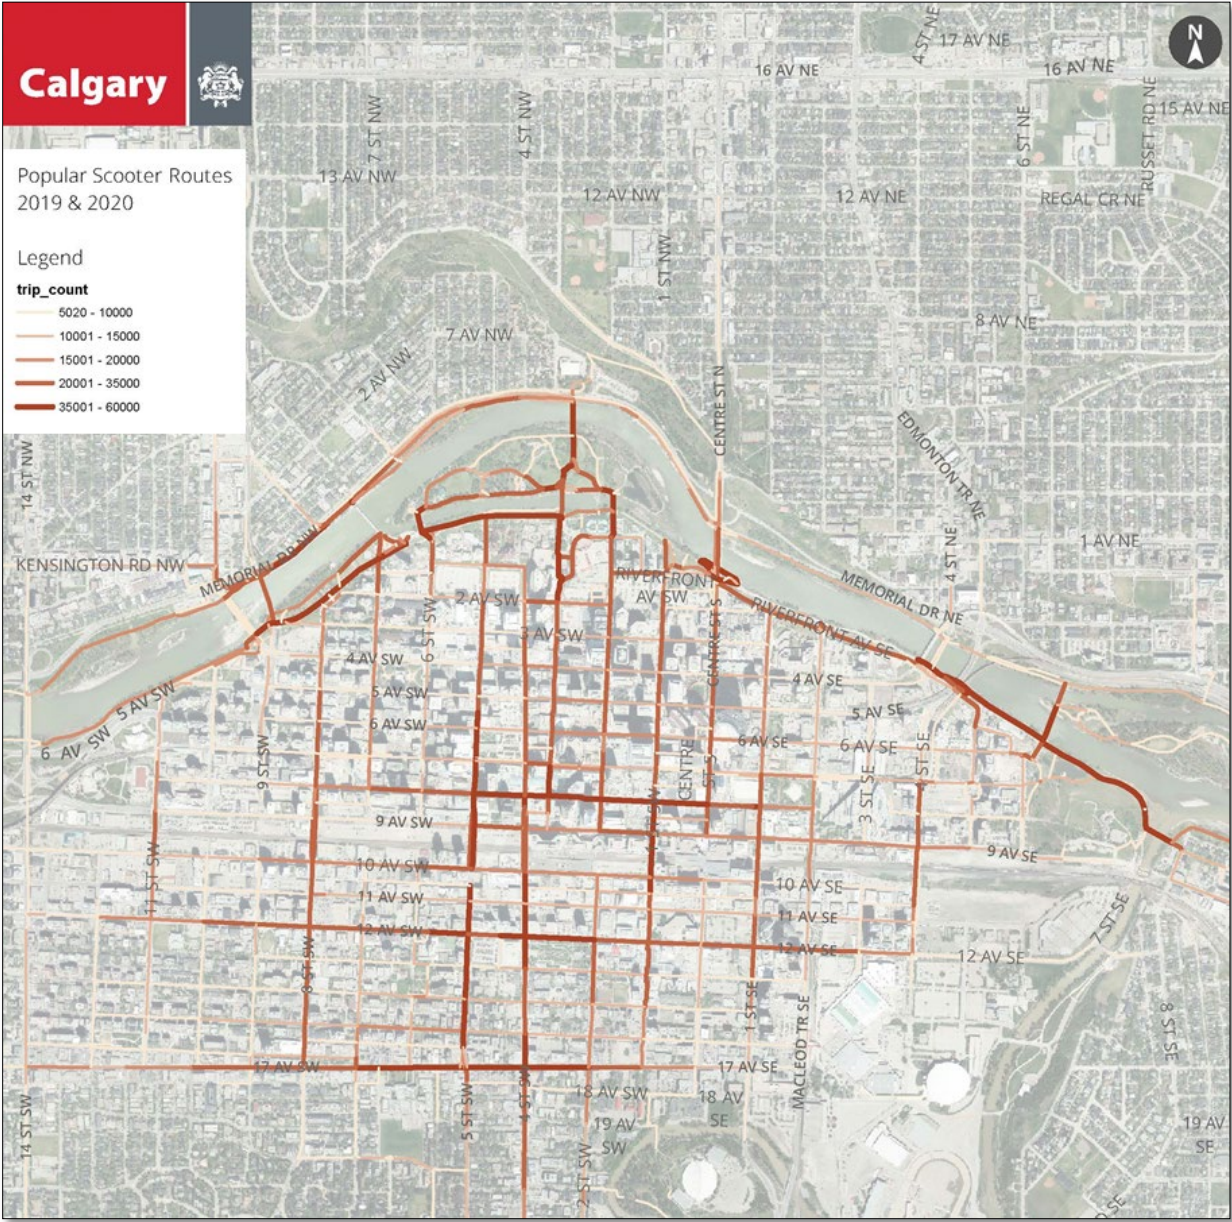 Calgary
N
Popular Scooter Routes
2019 & 2020
Legend
trip_count
5020 - 10000
10001 - 15000
15001 - 20000
20001 - 35000
35001 - 60000
4 ST NE
17 AV NE
16 AV NE
16 AV NE
15 AV NE
7 ST NW
4 ST NW
6 ST NE
RUSSET RD NE
13 AV NW
12 AV NW
12 AV NE
REGAL CR NE
1 ST NW
8 AV NE
7 AV NW
2 AV NW
CENTRE ST N
EDMONTON TR NE
14 ST NW
1 AV NE
4 ST NE
KENSINGTON RD NW
MEMORIAL DR NW
RIVERFRONT
AV SW
MEMORIAL DR NE
2 AV SW
RIVERFRONT AV SE
6 ST SW
3 AV SW
CENTRE ST S
4 AV SW
4 AV SE
5 AV SW
5 AV SW
5 AV SE
6 AV SW
6 AV SW
6 AV SE
6 AV SE
9 ST SW
CENTRE
ST S
3 ST SE
4 ST SE
9 AV SW
9 AV SE
11 ST SW
10 AV SW
10 AV SE
11 AV SW
11 AV SE
12 AV SW
12 AV SE
12 AV SE
7 ST SE
8 ST SW
1 ST SE
MACLEOD TR SE
8 ST SE
17 AV SW
17 AV SE
14 ST SW
5 ST SW
4 ST SW
18 AV SW
18 AV
SE
19 AV
SW
19 AV
SE
2 ST SW